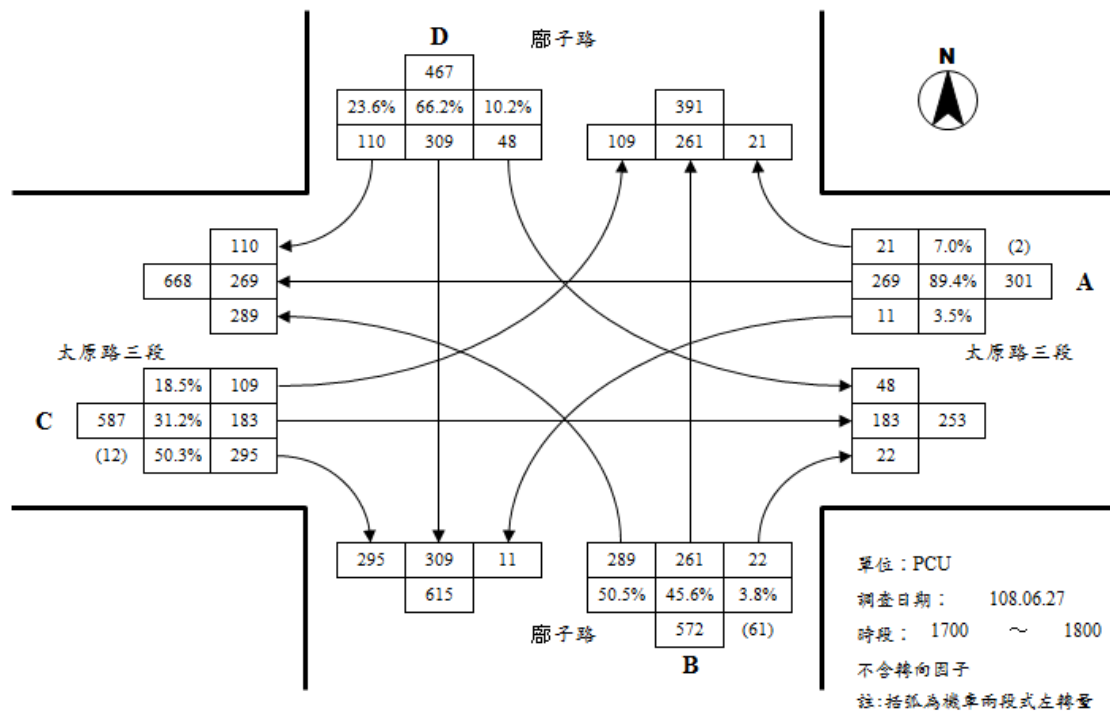 D
廍子路
N
467
23.6% 66.2% 10.2%
110 309 48
391
109 261 21
110
668 269
289
21 7.0% (2)
269 89.4% 301
11 3.5%
A
太原路三段
太原路三段
18.5% 109
C
587 31.2% 183
(12) 50.3% 295
48
183 253
22
295 309 11
615
289 261 22
50.5% 45.6% 3.8%
572 (61)
廍子路
B
單位：PCU
調查日期： 108.06.27
時段： 1700 ～ 1800
不含轉向因子
註:括弧為機車兩段式左轉量